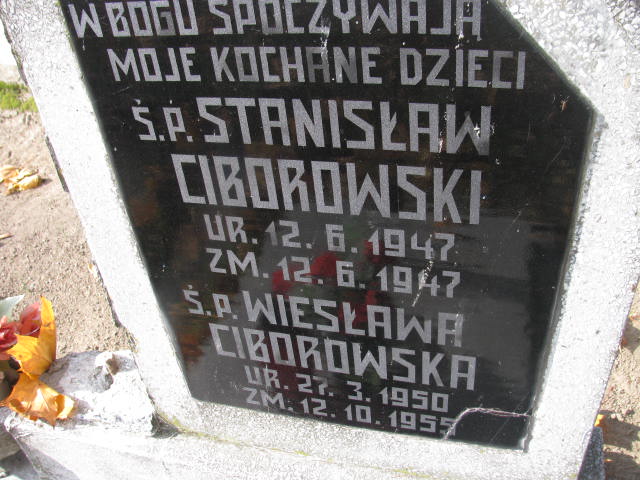 W BOGU SPOCZYWAJĄ
MOJE KOCHANE DZIECI
Ś.P. STANISŁAW
CIBOROWSKI
UR. 12. 6. 1947
ZM. 12. 6. 1947
Ś.P. WIESŁAWA
CIBOROWSKA
UR. 27. 3. 1950
ZM. 12. 10. 1955